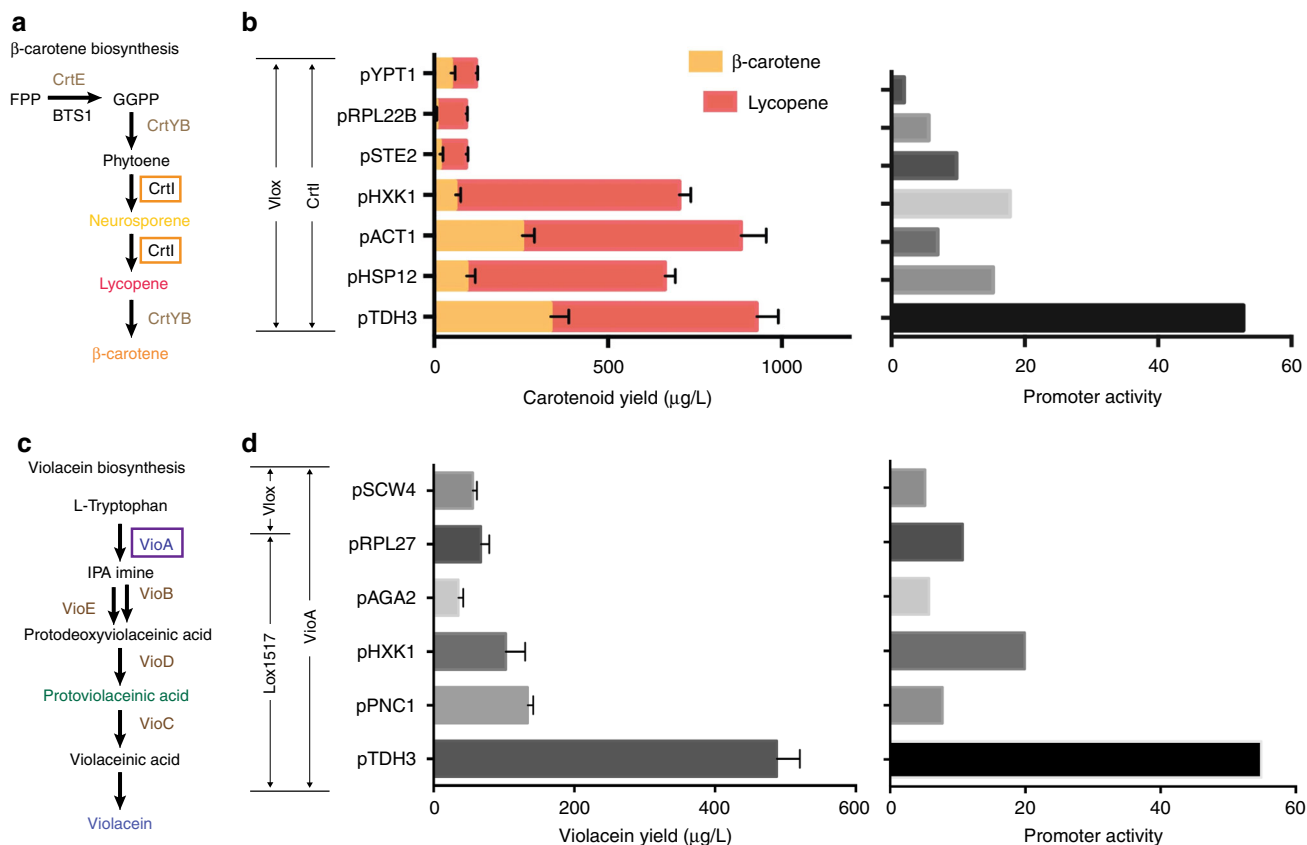 a
β-carotene biosynthesis
CrtE
FPP
GGPP
BTS1
CrtYB
Phytoene
CrtI
Neurosporene
CrtI
Lycopene
CrtYB
β-carotene
b
Vlox
CrtI
pYPT1
pRPL22B
pSTE2
pHXK1
pACT1
pHSP12
pTDH3
β-carotene
Lycopene
0 500 1000
Carotenoid yield (μg/L)
0 20 40 60
Promoter activity
c
Violacein biosynthesis
L-Tryptophan
VioA
IPA imine
VioE
VioB
Protodeoxyviolaceinic acid
VioD
Protoviolaceinic acid
VioC
Violaceinic acid
Violacein
d
Vlox
Lox1517
VioA
pSCW4
pRPL27
pAGA2
pHXK1
pPNC1
pTDH3
0 200 400 600
Violacein yield (μg/L)
0 20 40 60
Promoter activity